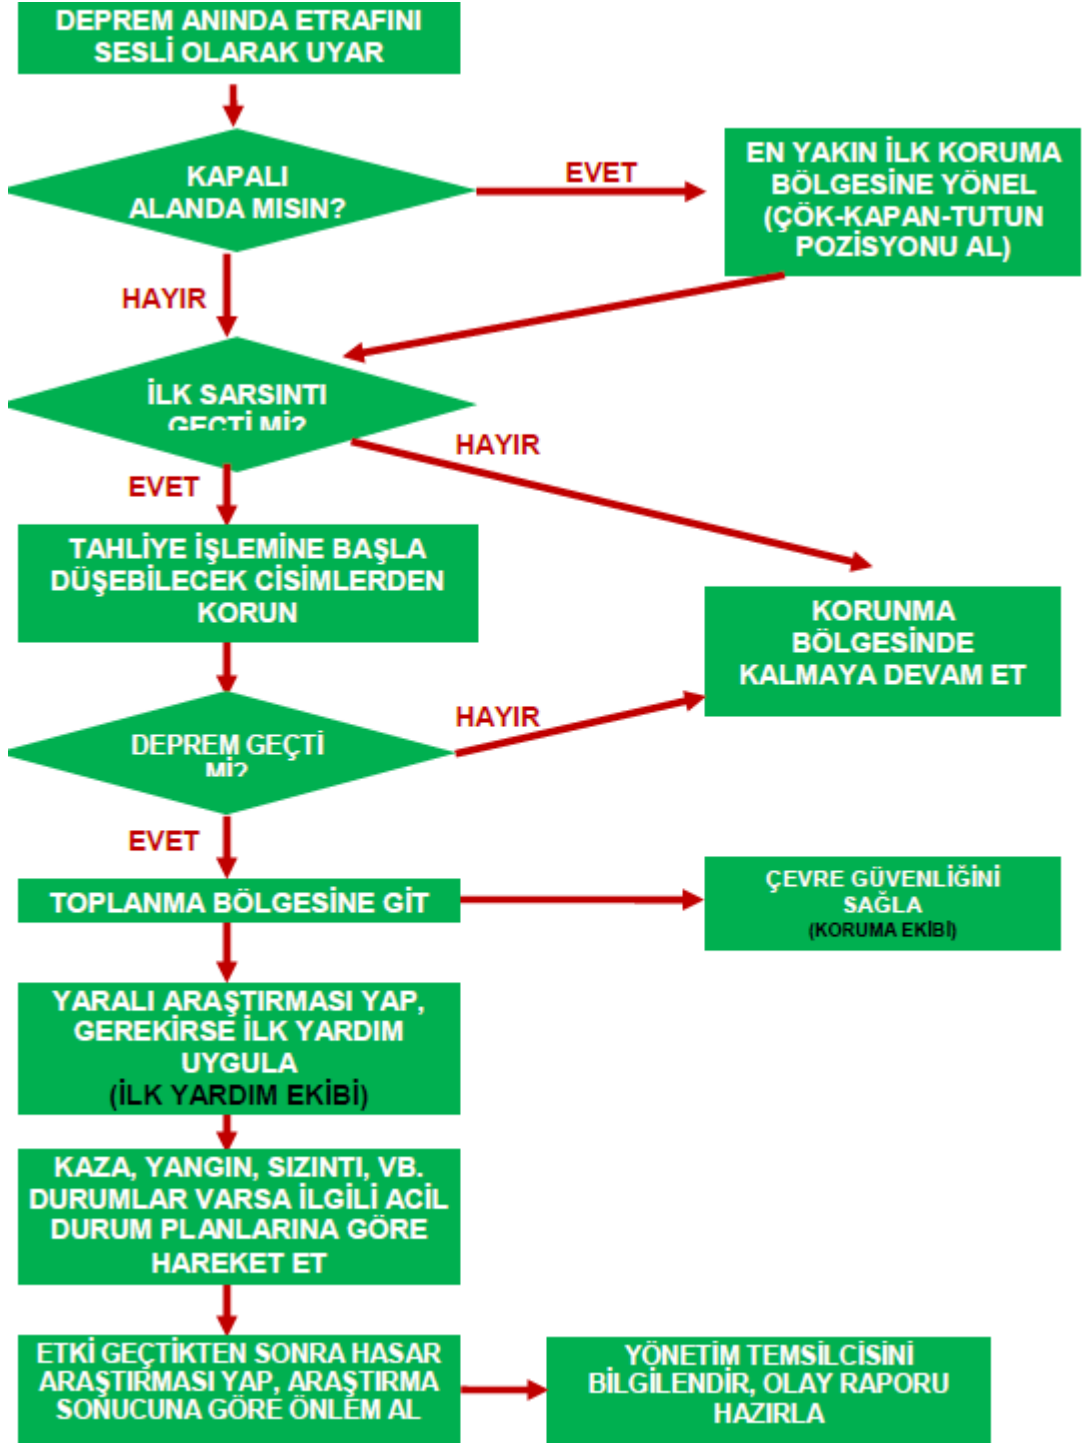 DEPREM ANINDA ETRAFINI
SESLİ OLARAK UYAR
KAPALI
ALANDA MISIN?
EVET
EN YAKIN İLK KORUMA
BÖLGESİNE YÖNEL
(ÇÖK-KAPAN-TUTUN
POZİSYONU AL)
HAYIR
İLK SARSINTI
GEÇTİ Mİ?
HAYIR
EVET
TAHLİYE İŞLEMİNE BAŞLA
DÜŞEBİLECEK CİSİMLERDEN
KORUN
KORUNMA
BÖLGESİNDE
KALMAYA DEVAM ET
HAYIR
DEPREM GEÇTİ
Mİ?
EVET
TOPLANMA BÖLGESİNE GİT
ÇEVRE GÜVENLİĞİNİ
SAĞLA
(KORUMA EKİBİ)
YARALI ARAŞTIRMASI YAP,
GEREKİRSE İLK YARDIM
UYGULA
(İLK YARDIM EKİBİ)
KAZA, YANGIN, SIZINTI, VB.
DURUMLAR VARSA İLGİLİ ACİL
DURUM PLANLARINA GÖRE
HAREKET ET
ETKİ GEÇTİKTEN SONRA HASAR
ARAŞTIRMASI YAP, ARAŞTIRMA
SONUCUNA GÖRE ÖNLEM AL
YÖNETİM TEMSİLCİSİNİ
BİLGİLENDİR, OLAY RAPORU
HAZIRLA